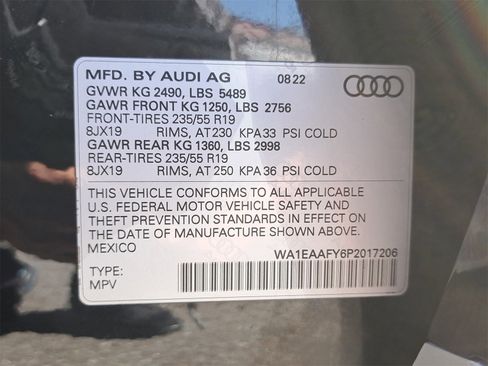 MFD. BY AUDI AG 08 22
GVWR KG 2490, LBS 5489
GAWR FRONT KG 1250, LBS 2756
FRONT-TIRES 235/55 R19
8JX19 RIMS, AT 230 KPA 33 PSI COLD
GAWR REAR KG 1360, LBS 2998
REAR-TIRES 235/55 R19
8JX19 RIMS, AT 250 KPA 36 PSI COLD
THIS VEHICLE CONFORMS TO ALL APPLICABLE
U.S. FEDERAL MOTOR VEHICLE SAFETY AND
THEFT PREVENTION STANDARDS IN EFFECT ON
THE DATE OF MANUFACTURE SHOWN ABOVE.
MEXICO WA1EAAFY6P2017206
TYPE:
MPV